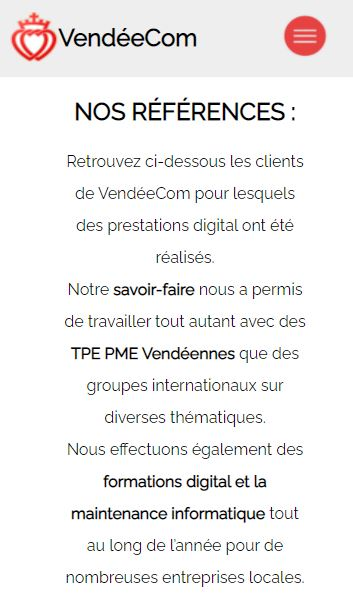 VendéeCom
NOS RÉFÉRENCES :
Retrouvez ci-dessous les clients
de VendéeCom pour lesquels
des prestations digital ont été
réalisés.
Notre savoir-faire nous a permis
de travailler tout autant avec des
TPE PME Vendéennes que des
groupes internationaux sur
diverses thématiques.
Nous effectuons également des
formations digital et la
maintenance informatique tout
au long de l'année pour de
nombreuses entreprises locales.